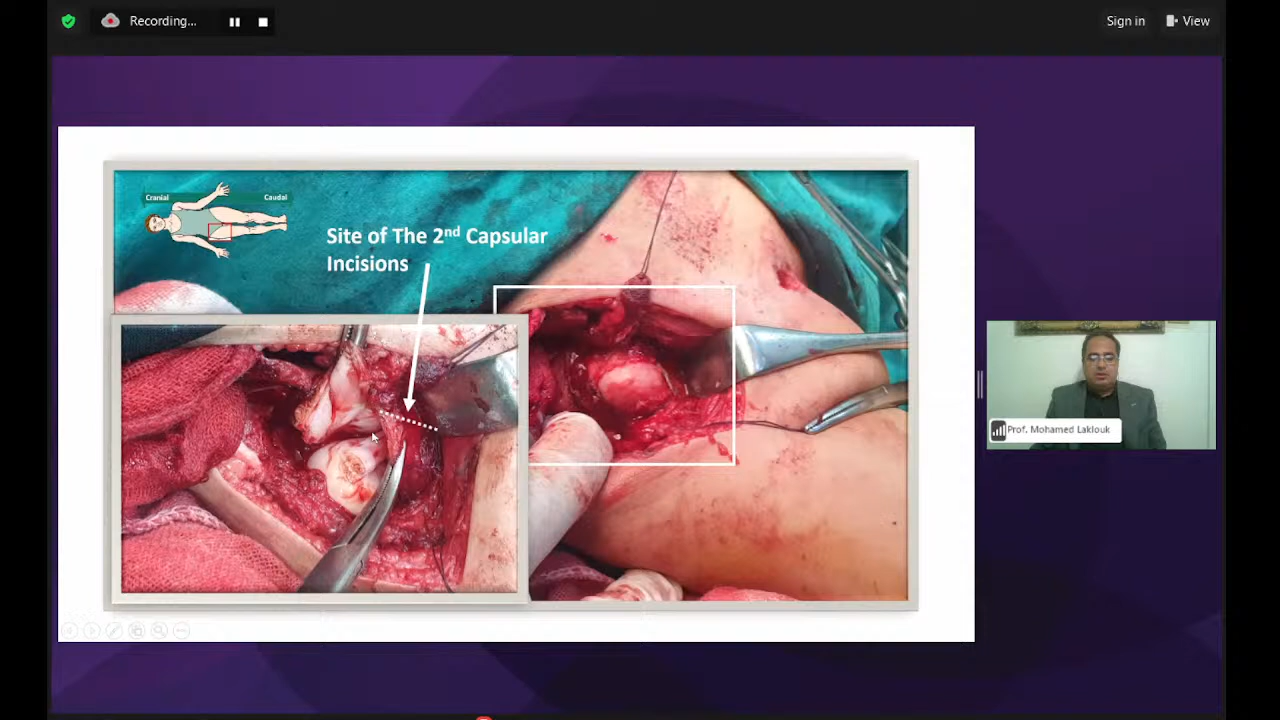 Recording...
Sign in
View
Cranial
Caudal
Site of The 2nd Capsular
Incisions
Prof. Mohamed Laklouk